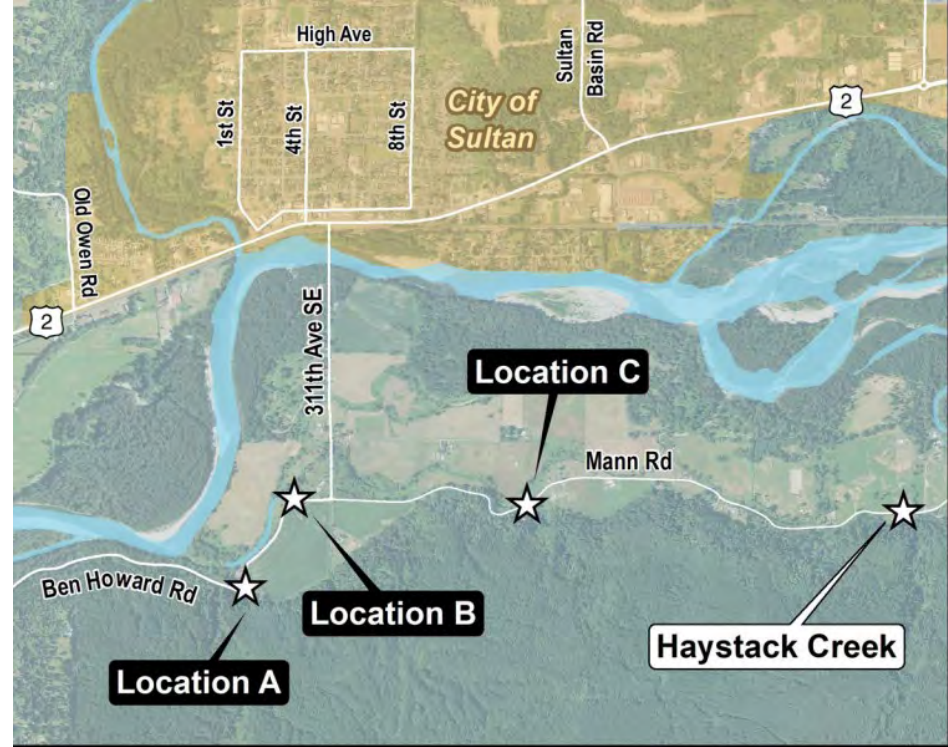 High Ave
Sultan
Basin Rd
2
City of
Sultan
1st St
4th St
8th St
Old Owen Rd
2
311th Ave SE
Location C
Mann Rd
Ben Howard Rd
Location B
Haystack Creek
Location A